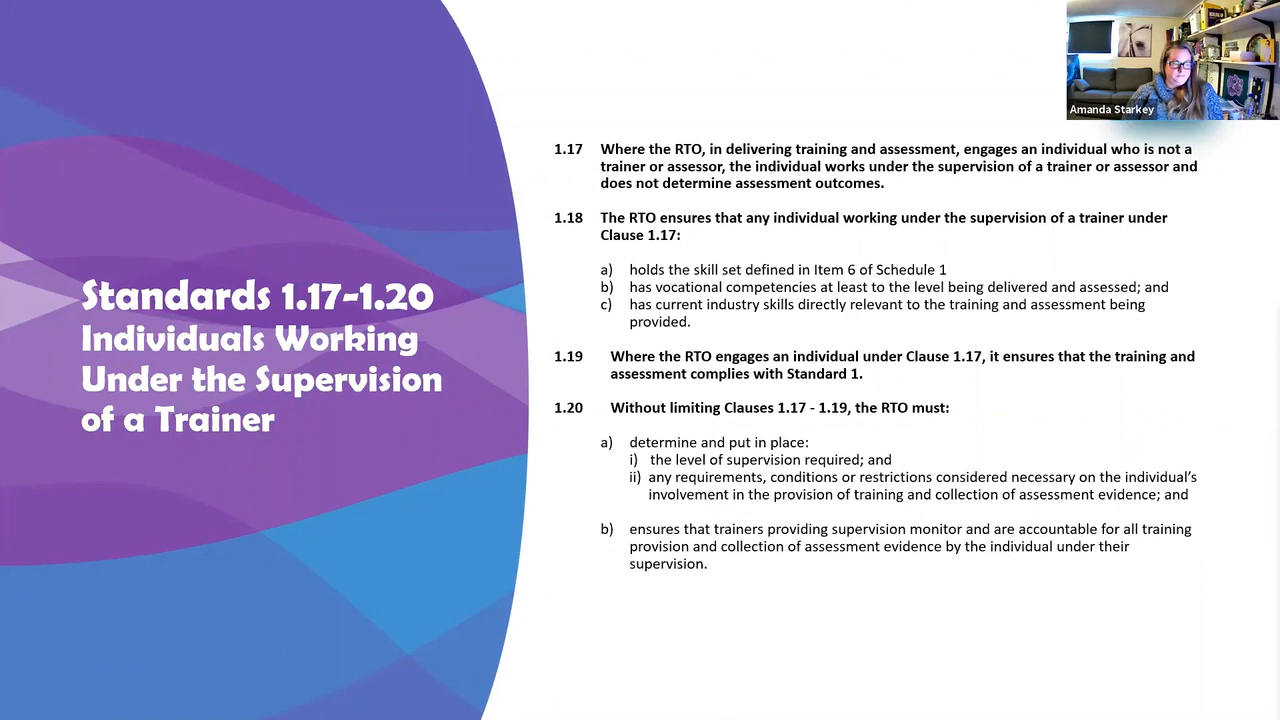 Amanda Starkey
Standards 1.17-1.20
Individuals Working
Under the Supervision
of a Trainer
1.17 Where the RTO, in delivering training and assessment, engages an individual who is not a
trainer or assessor, the individual works under the supervision of a trainer or assessor and
does not determine assessment outcomes.
1.18 The RTO ensures that any individual working under the supervision of a trainer under
Clause 1.17:
a) holds the skill set defined in Item 6 of Schedule 1
b) has vocational competencies at least to the level being delivered and assessed; and
c) has current industry skills directly relevant to the training and assessment being
provided.
1.19 Where the RTO engages an individual under Clause 1.17, it ensures that the training and
assessment complies with Standard 1.
1.20 Without limiting Clauses 1.17 - 1.19, the RTO must:
a) determine and put in place:
i) the level of supervision required; and
ii) any requirements, conditions or restrictions considered necessary on the individual's
involvement in the provision of training and collection of assessment evidence; and
b) ensures that trainers providing supervision monitor and are accountable for all training
provision and collection of assessment evidence by the individual under their
supervision.